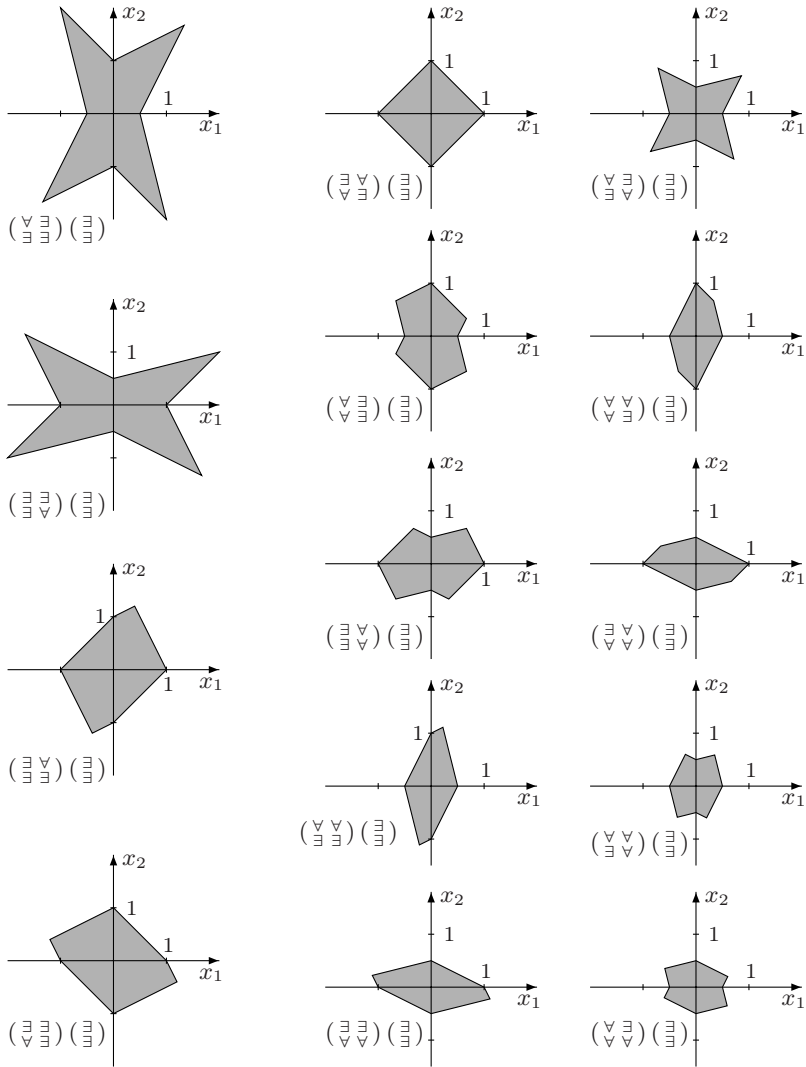 x₂
1
x₁
(∀ ∃
∃ ∃)(∃
∃)
x₂
1
x₁
(∃ ∃
∃ ∀)(∃
∃)
x₂
1
1
x₁
(∃ ∀
∃ ∃)(∃
∃)
x₂
1
1
x₁
(∃ ∃
∀ ∃)(∃
∃)
x₂
1
1
x₁
(∃ ∀
∀ ∃)(∃
∃)
x₂
1
1
x₁
(∀ ∃
∀ ∃)(∃
∃)
x₂
1
1
x₁
(∃ ∀
∃ ∀)(∃
∃)
x₂
1
1
x₁
(∀ ∀
∃ ∃)(∃
∃)
x₂
1
1
x₁
(∃ ∃
∀ ∀)(∃
∃)
x₂
1
1
x₁
(∀ ∃
∃ ∀)(∃
∃)
x₂
1
1
x₁
(∀ ∀
∀ ∃)(∃
∃)
x₂
1
1
x₁
(∃ ∀
∀ ∀)(∃
∃)
x₂
1
1
x₁
(∀ ∀
∃ ∀)(∃
∃)
x₂
1
1
x₁
(∀ ∃
∀ ∀)(∃
∃)